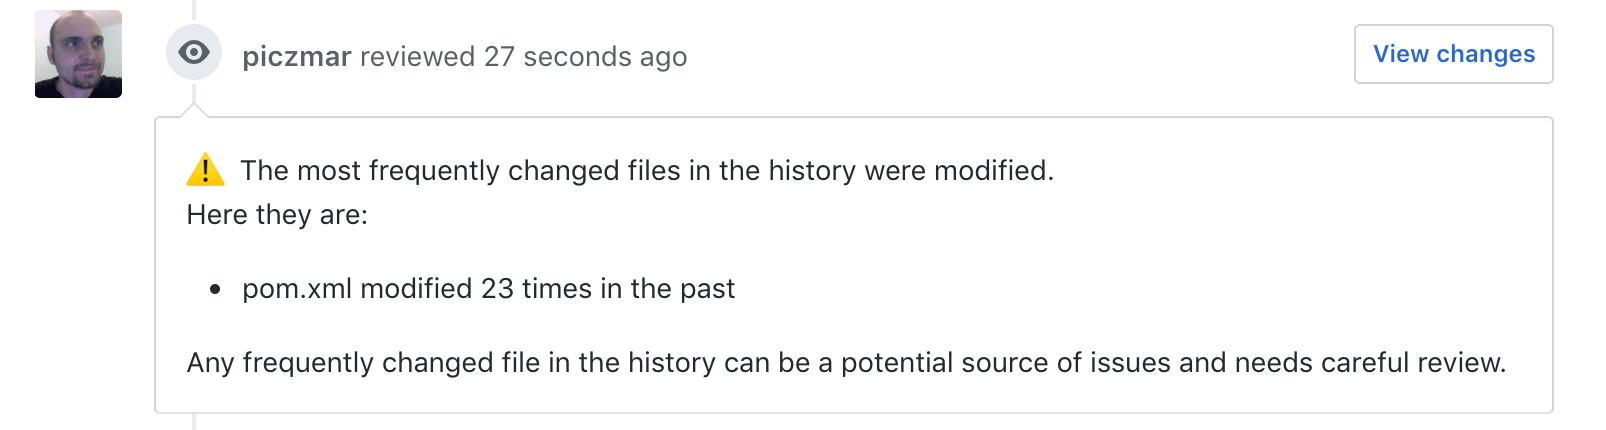 piczmar reviewed 27 seconds ago
View changes
⚠️ The most frequently changed files in the history were modified.
Here they are:
• pom.xml modified 23 times in the past
Any frequently changed file in the history can be a potential source of issues and needs careful review.